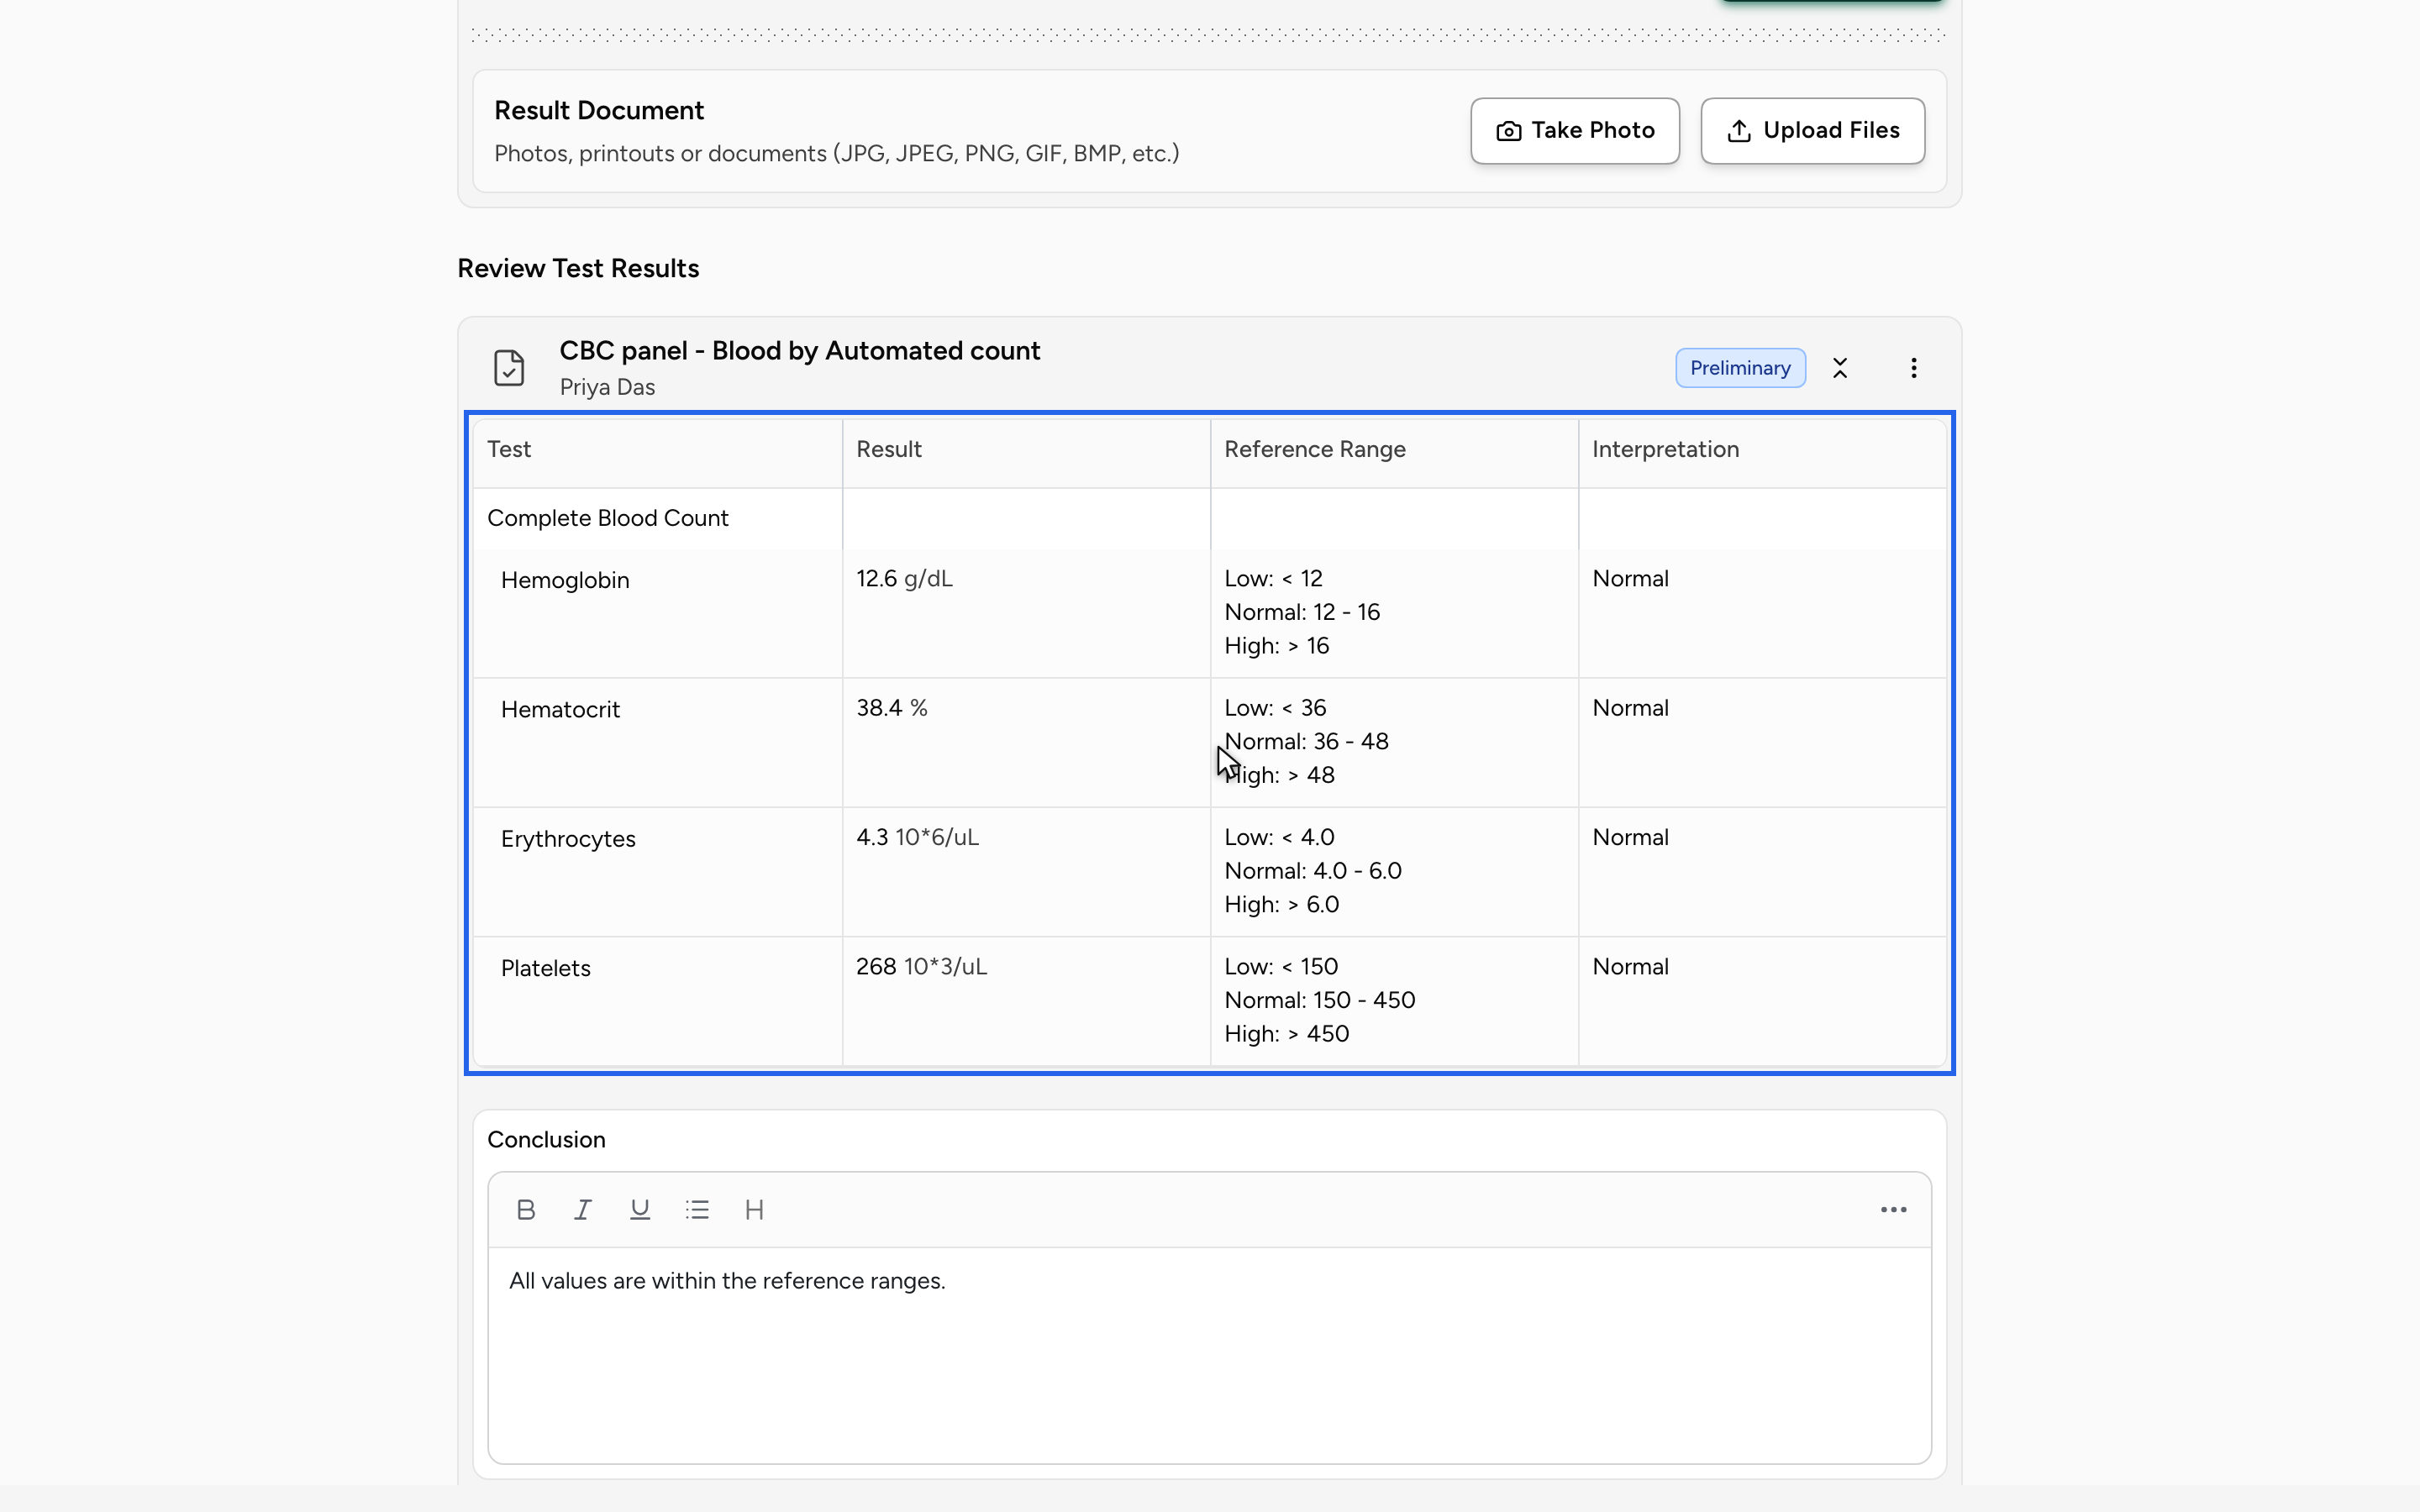 Result Document
Photos, printouts or documents (JPG, JPEG, PNG, GIF, BMP, etc.)
Take Photo
Upload Files
Review Test Results
CBC panel - Blood by Automated count
Priya Das
Preliminary
Test Result Reference Range Interpretation
Complete Blood Count
Hemoglobin 12.6 g/dL Low: < 12 Normal
Normal: 12 - 16
High: > 16
Hematocrit 38.4 % Low: < 36 Normal
Normal: 36 - 48
High: > 48
Erythrocytes 4.3 10*6/uL Low: < 4.0 Normal
Normal: 4.0 - 6.0
High: > 6.0
Platelets 268 10*3/uL Low: < 150 Normal
Normal: 150 - 450
High: > 450
Conclusion
B I U H
All values are within the reference ranges.